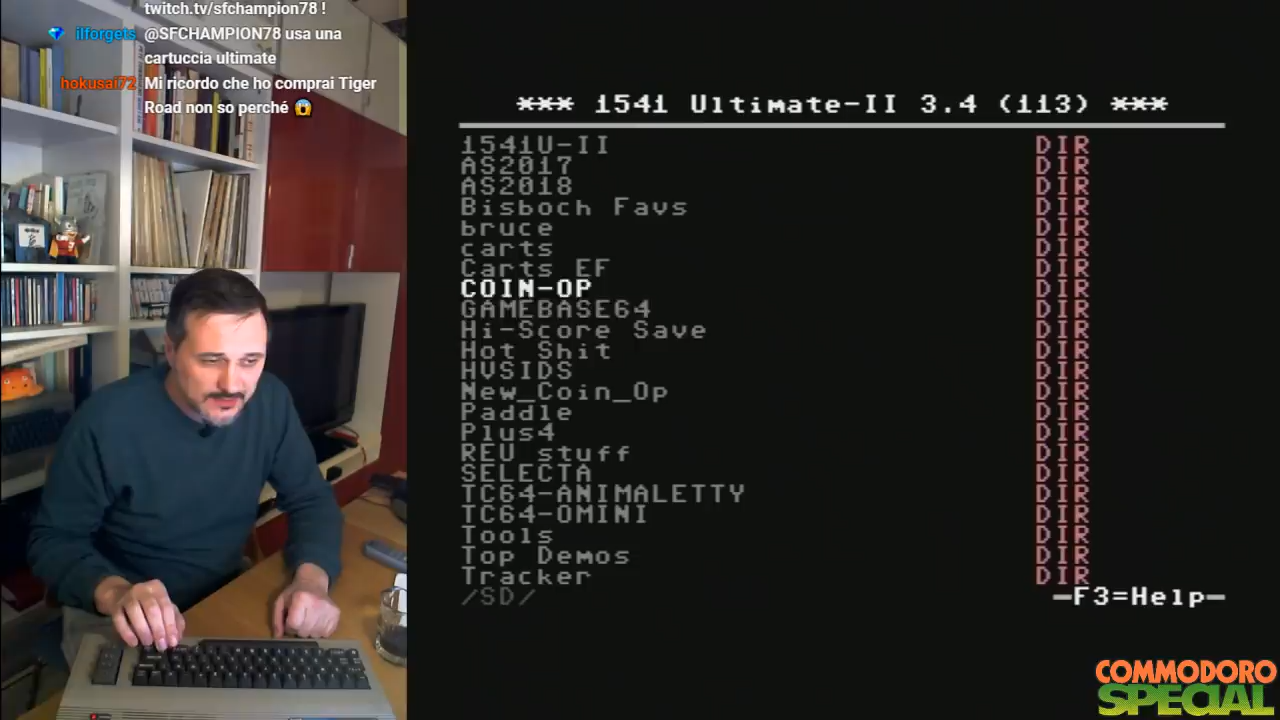 twitch.tv/sfchampion78 !
ilforgets @SFCHAMPION78 usa una
cartuccia ultimate
hokusai72 Mi ricordo che ho comprai Tiger
Road non so perché 😱
*** 1541 Ultimate-II 3.4 (113) ***
1541U-II DIR
AS2017 DIR
AS2018 DIR
Bisboch Favs DIR
bruce DIR
carts DIR
Carts EF DIR
COIN-OP DIR
GAMEBASE64 DIR
Hi-Score Save DIR
Hot Shit DIR
HVSIDS DIR
New_Coin_Op DIR
Paddle DIR
Plus4 DIR
REU stuff DIR
SELECTA DIR
TC64-ANIMALETTY DIR
TC64-OMINI DIR
Tools DIR
Top Demos DIR
Tracker DIR
/SD/ —F3=Help—
COMMODORO
SPECIAL